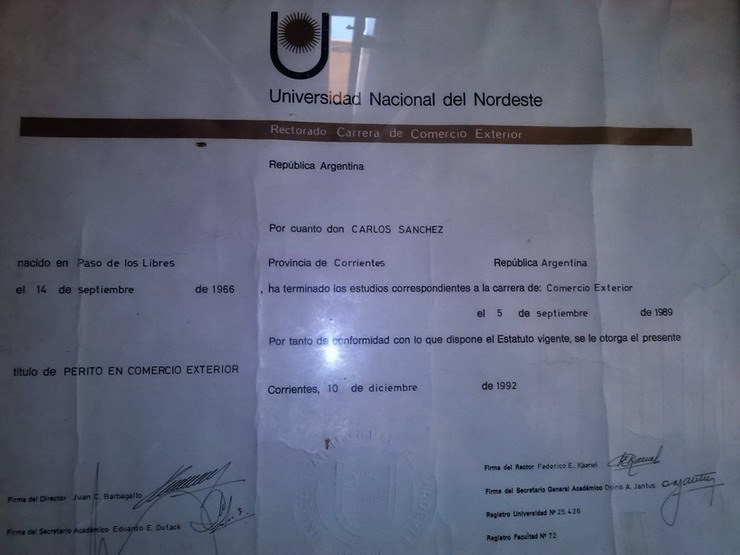 Universidad Nacional del Nordeste
Rectorado Carrera de Comercio Exterior
República Argentina
Por cuanto don CARLOS SANCHEZ
nacido en Paso de los Libres Provincia de Corrientes República Argentina
el 14 de septiembre de 1966 , ha terminado los estudios correspondientes a la carrera de: Comercio Exterior
el 5 de septiembre de 1989
Por tanto de conformidad con lo que dispone el Estatuto vigente, se le otorga el presente
título de PERITO EN COMERCIO EXTERIOR
Corrientes, 10 de diciembre de 1992
Firma del Director Juan C. Barbagallo
Firma del Secretario Académico Eduardo E. Dufack
Firma del Rector Federico E.
Firma del Secretario General Académico Osiris A. Jantus
Registro Universidad Nº 25.426
Registro Facultad Nº 72